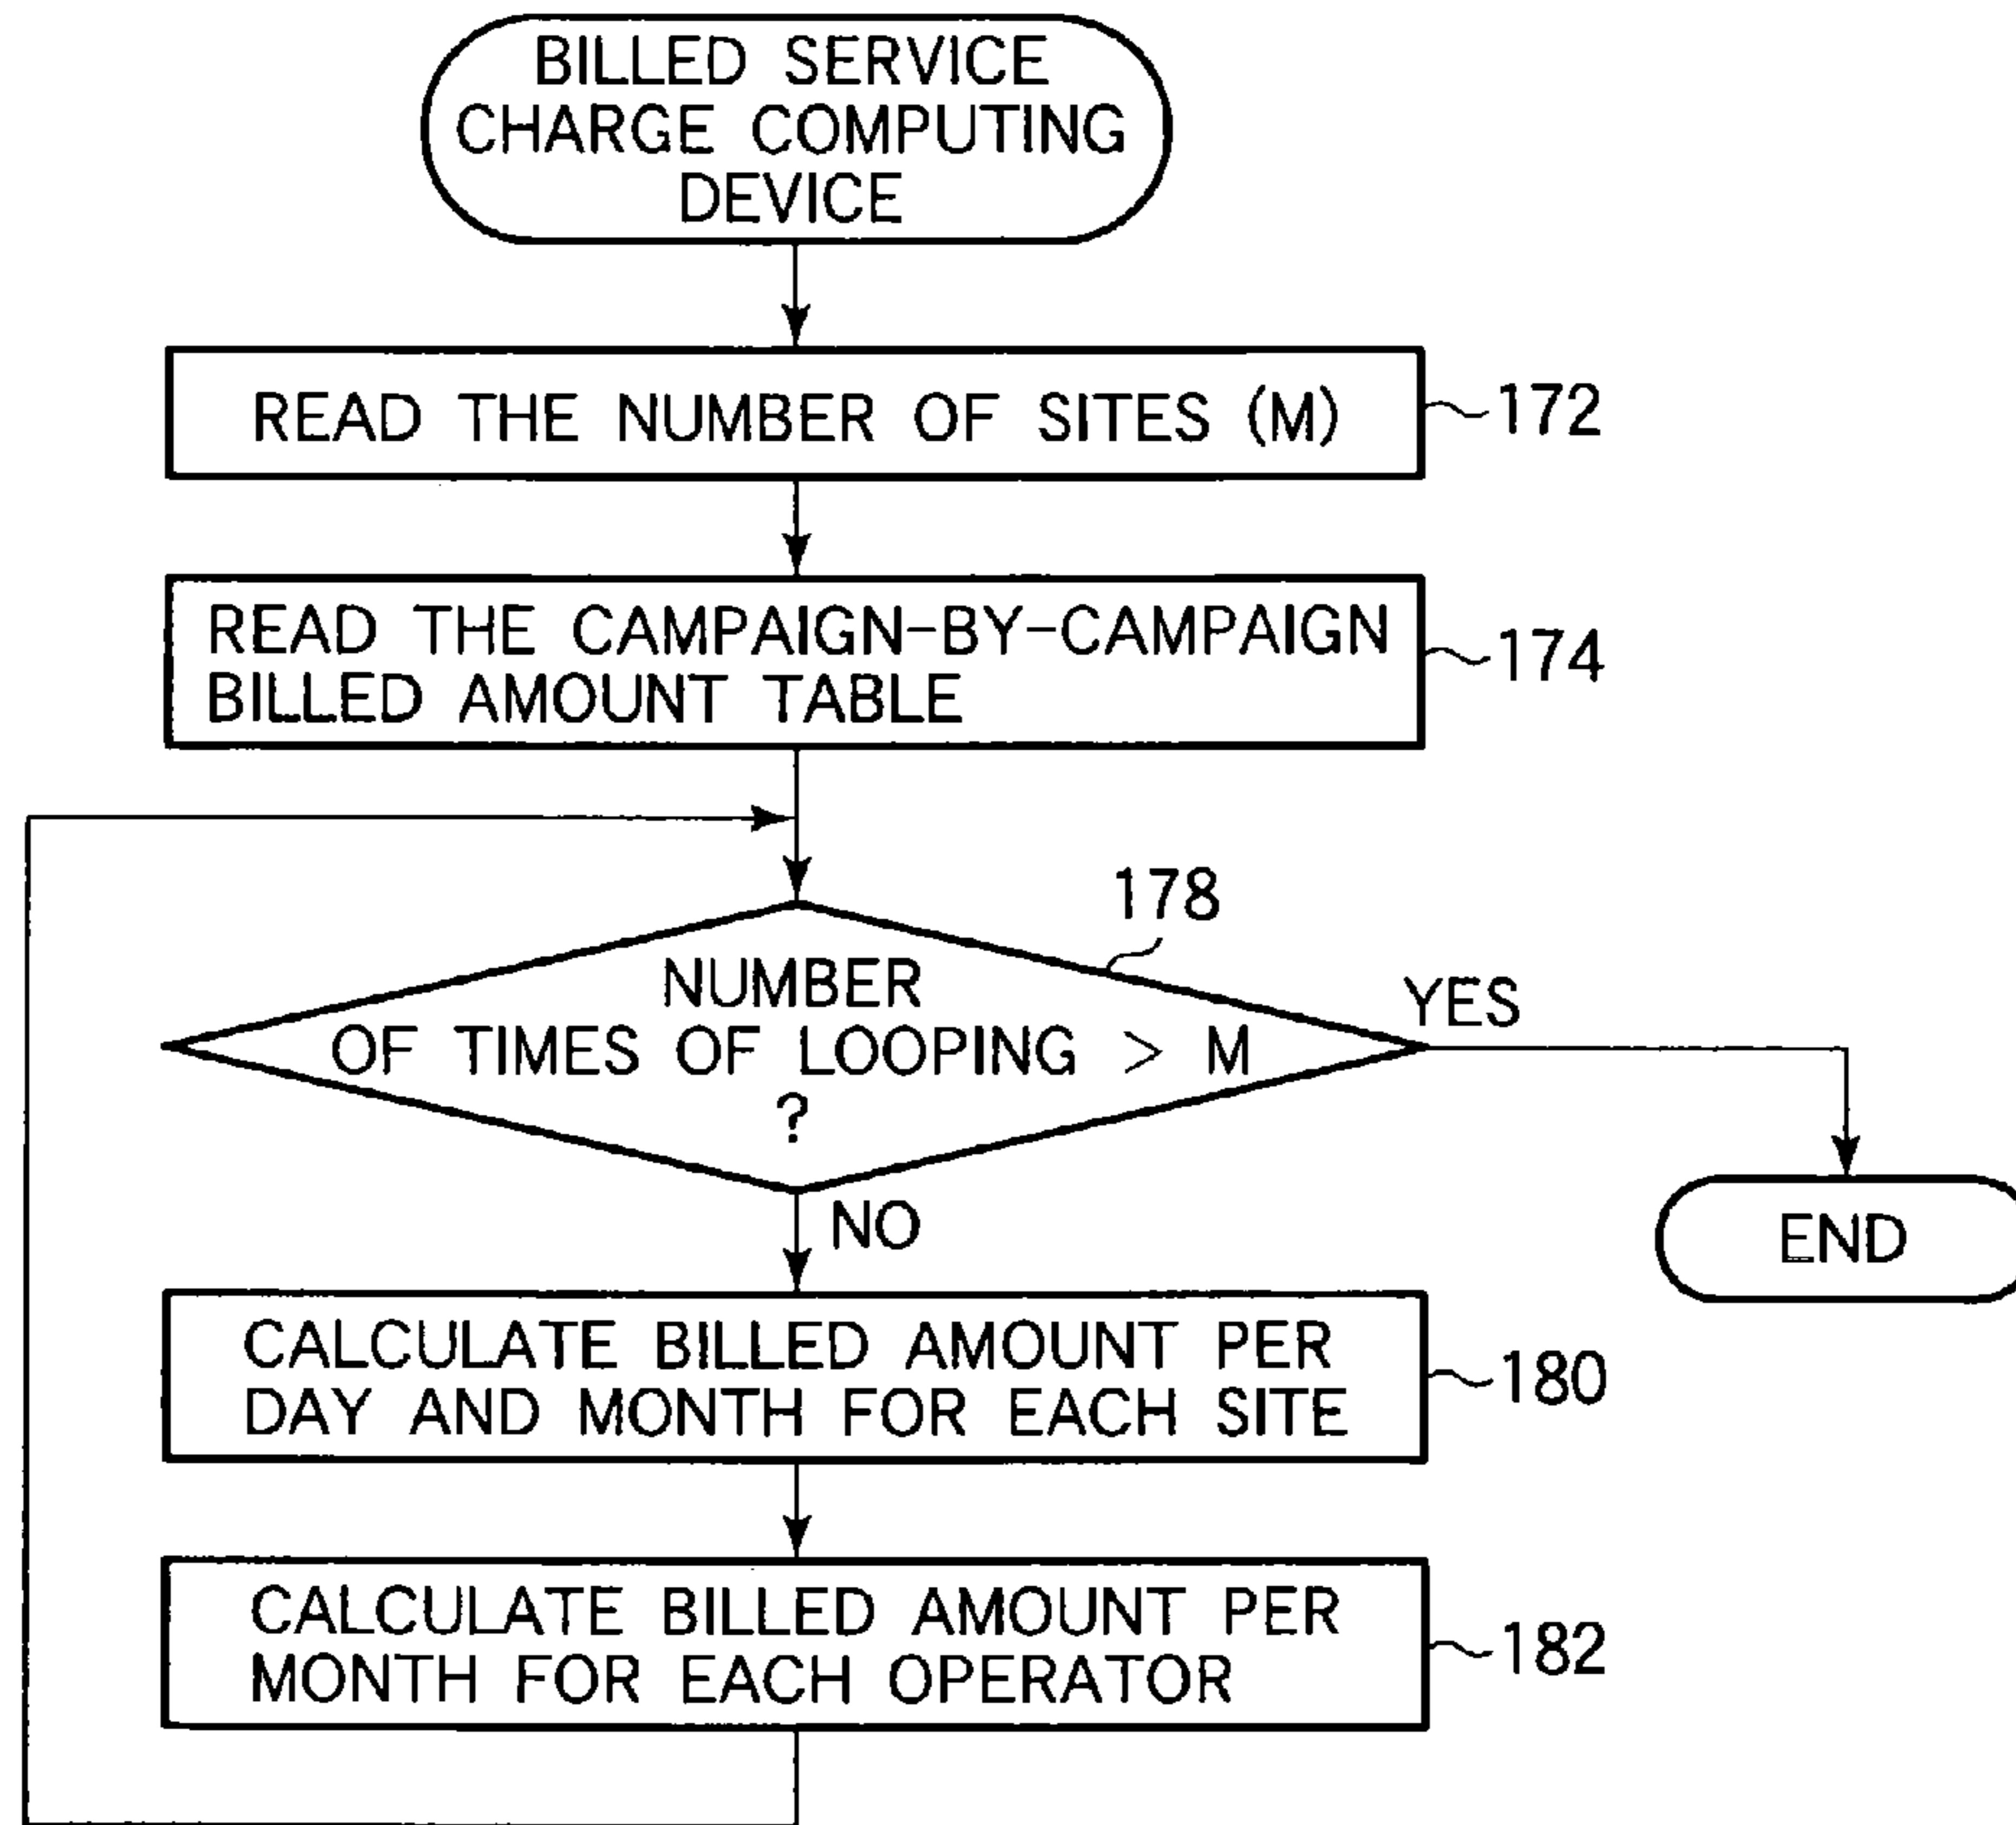 BILLED SERVICE
CHARGE COMPUTING
DEVICE
READ THE NUMBER OF SITES (M)
172
READ THE CAMPAIGN-BY-CAMPAIGN
BILLED AMOUNT TABLE
174
178
NUMBER
OF TIMES OF LOOPING > M
?
YES
NO
END
CALCULATE BILLED AMOUNT PER
DAY AND MONTH FOR EACH SITE
180
CALCULATE BILLED AMOUNT PER
MONTH FOR EACH OPERATOR
182